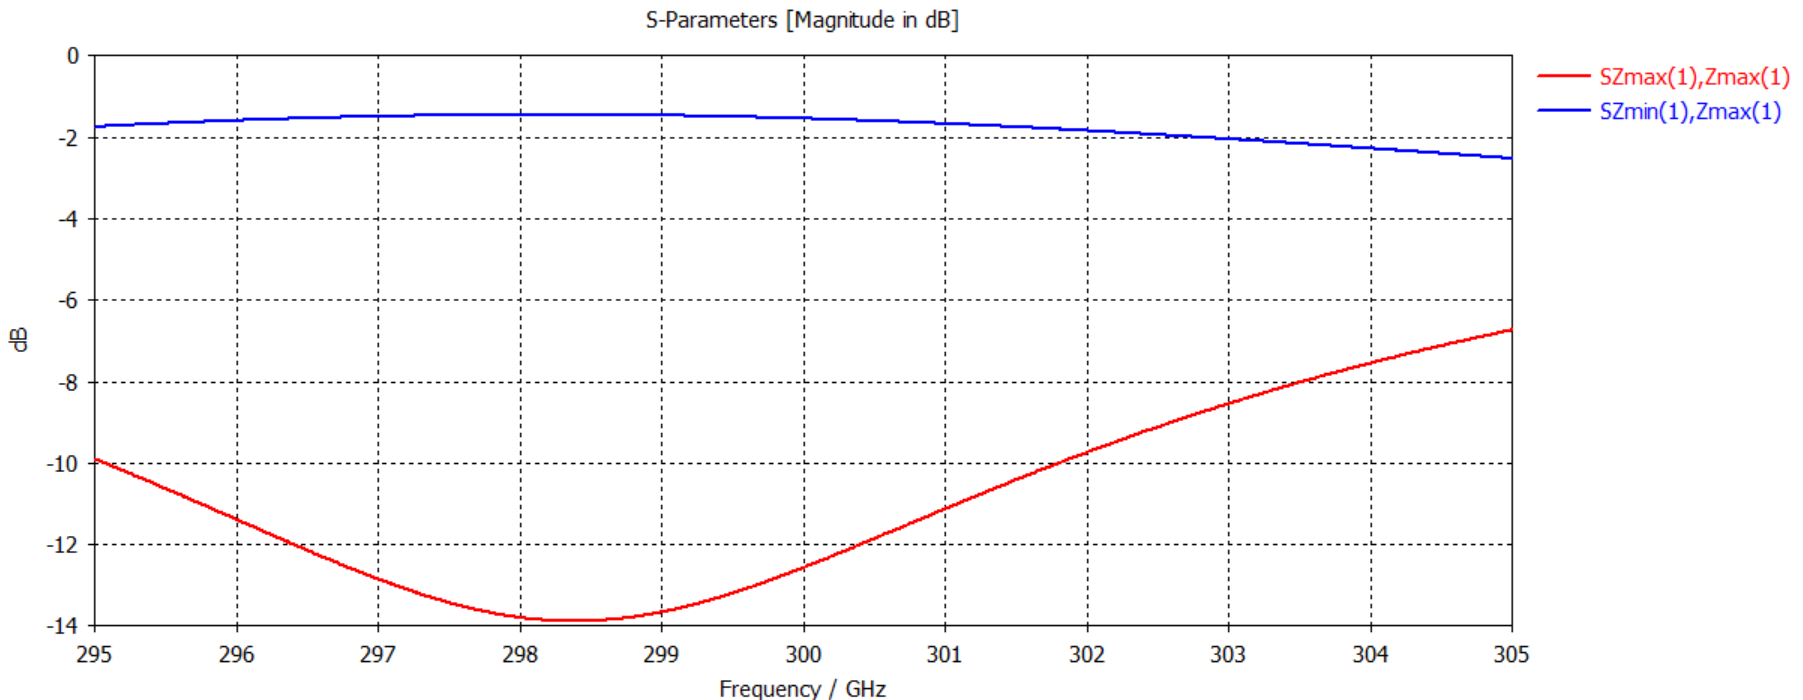 S-Parameters [Magnitude in dB]
SZmax(1),Zmax(1)
SZmin(1),Zmax(1)
0
-2
-4
-6
-8
-10
-12
-14
dB
295 296 297 298 299 300 301 302 303 304 305
Frequency / GHz